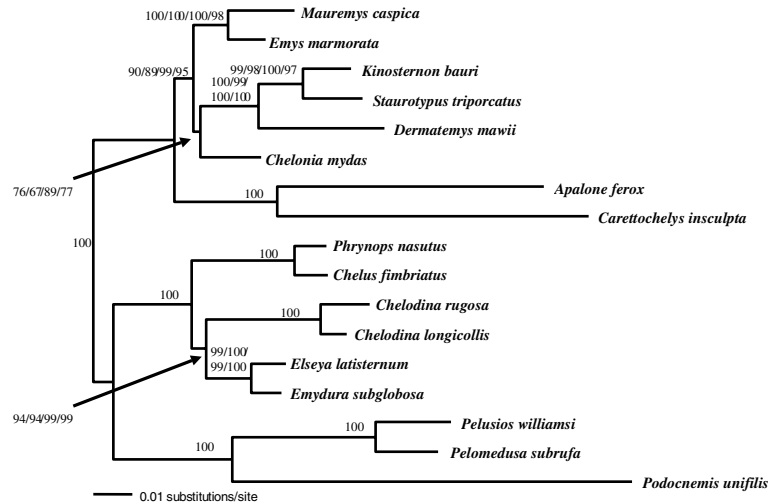 100/100/100/98
Mauremys caspica
Emys marmorata
90/89/99/95
99/98/100/97
Kinosternon bauri
100/99/
100/100
Staurotypus triporcatus
Dermatemys mawii
Chelonia mydas
76/67/89/77
100
Apalone ferox
Carettochelys insculpta
100
100
Phrynops nasutus
Chelus fimbriatus
100
100
Chelodina rugosa
Chelodina longicollis
99/100/
99/100
Elseya latisternum
Emydura subglobosa
94/94/99/99
100
Pelusios williamsi
100
Pelomedusa subrufa
Podocnemis unifilis
0.01 substitutions/site